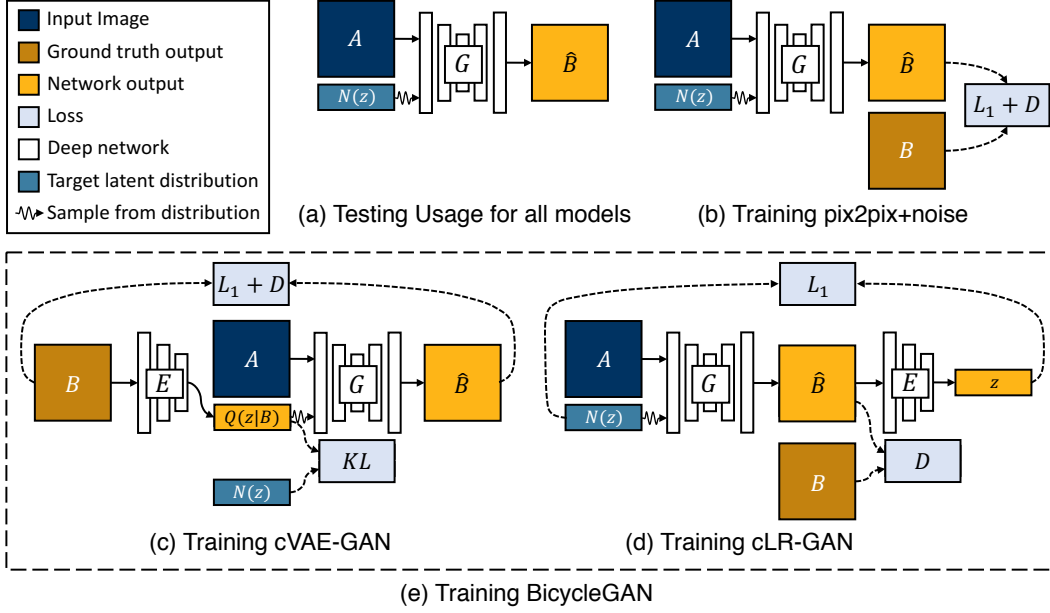 Input Image
Ground truth output
Network output
Loss
Deep network
Target latent distribution
Sample from distribution
A
N(z)
G
B̂
(a) Testing Usage for all models
A
N(z)
G
B̂
B
L₁ + D
(b) Training pix2pix+noise
L₁ + D
B
E
A
Q(z|B)
G
B̂
KL
N(z)
(c) Training cVAE-GAN
L₁
A
N(z)
G
B̂
E
z
B
D
(d) Training cLR-GAN
(e) Training BicycleGAN